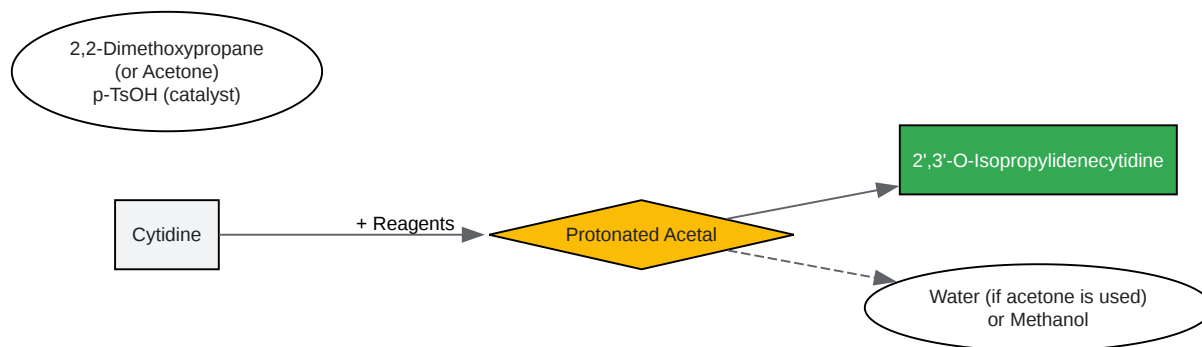 2,2-Dimethoxypropane
(or Acetone)
p-TsOH (catalyst)
2',3'-O-Isopropylidenecytidine
Cytidine
+ Reagents
Protonated Acetal
Water (if acetone is used)
or Methanol